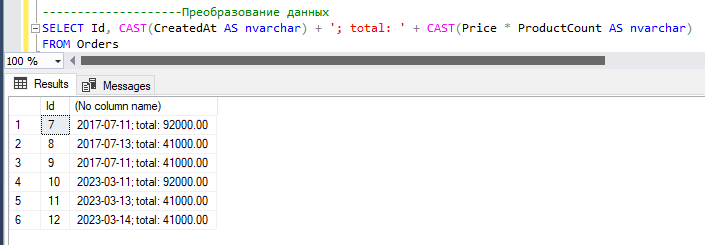 --------------------Преобразование данных
SELECT Id, CAST(CreatedAt AS nvarchar) + '; total: ' + CAST(Price * ProductCount AS nvarchar)
FROM Orders
100 %
Results Messages
Id (No column name)
1 7 2017-07-11; total: 92000.00
2 8 2017-07-13; total: 41000.00
3 9 2017-07-11; total: 41000.00
4 10 2023-03-11; total: 92000.00
5 11 2023-03-13; total: 41000.00
6 12 2023-03-14; total: 41000.00